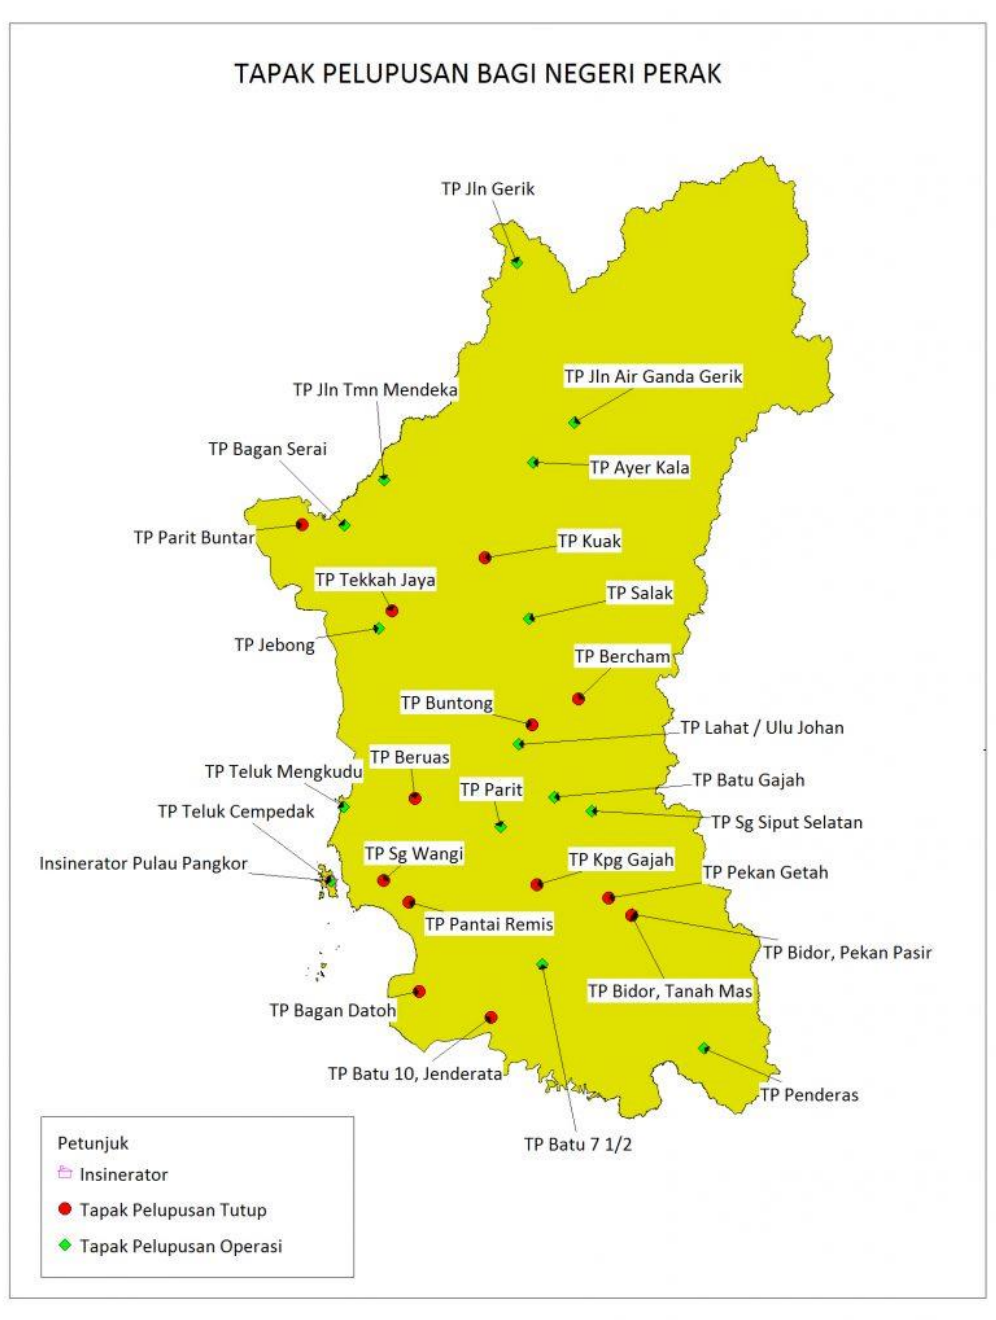 TAPAK PELUPUSAN BAGI NEGERI PERAK
TP Jln Gerik
TP Jln Air Ganda Gerik
TP Jln Tmn Mendeka
TP Bagan Serai
TP Ayer Kala
TP Parit Buntar
TP Kuak
TP Tekkah Jaya
TP Salak
TP Jebong
TP Bercham
TP Buntong
TP Lahat / Ulu Johan
TP Beruas
TP Teluk Mengkudu
TP Batu Gajah
TP Parit
TP Teluk Cempedak
TP Sg Siput Selatan
TP Sg Wangi
TP Kpg Gajah
Insinerator Pulau Pangkor
TP Pekan Getah
TP Pantai Remis
TP Bidor, Pekan Pasir
TP Bidor, Tanah Mas
TP Bagan Datoh
TP Batu 10, Jenderata
TP Penderas
TP Batu 7 1/2
Petunjuk
Insinerator
Tapak Pelupusan Tutup
Tapak Pelupusan Operasi